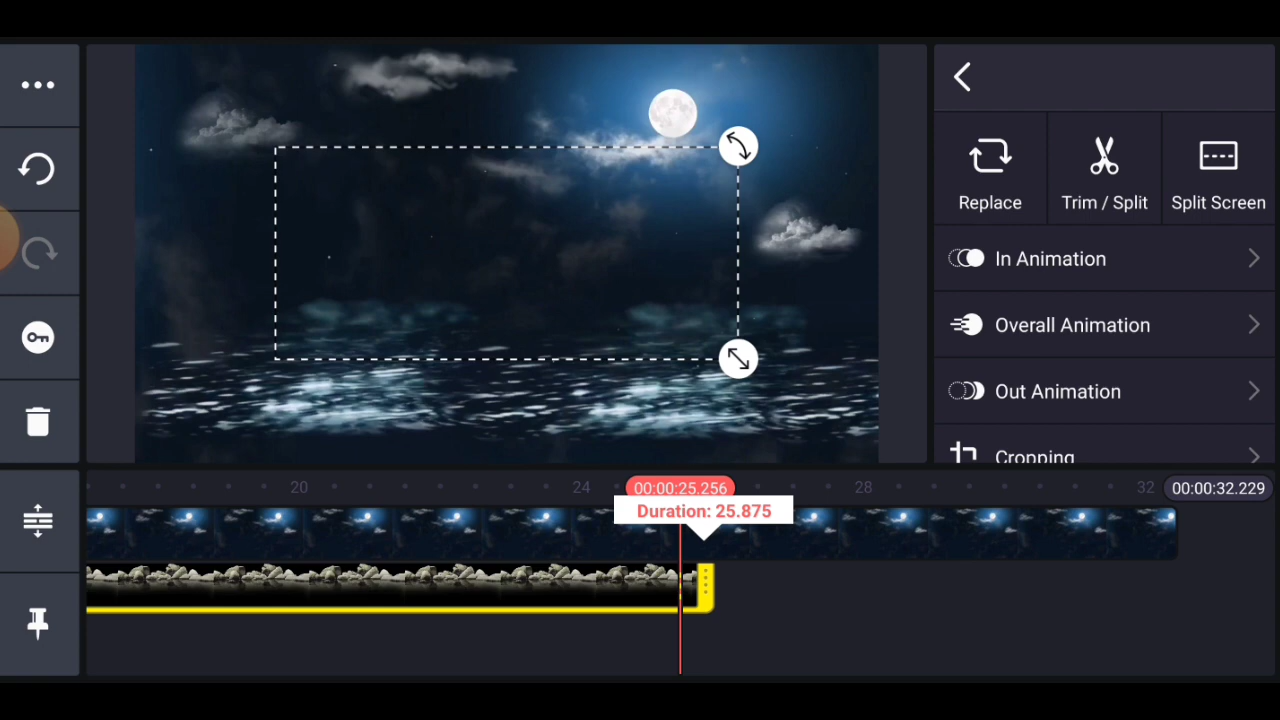 Replace
Trim / Split
Split Screen
In Animation
Overall Animation
Out Animation
Cropping
20
24
00:00:25.256
28
32
00:00:32.229
Duration: 25.875